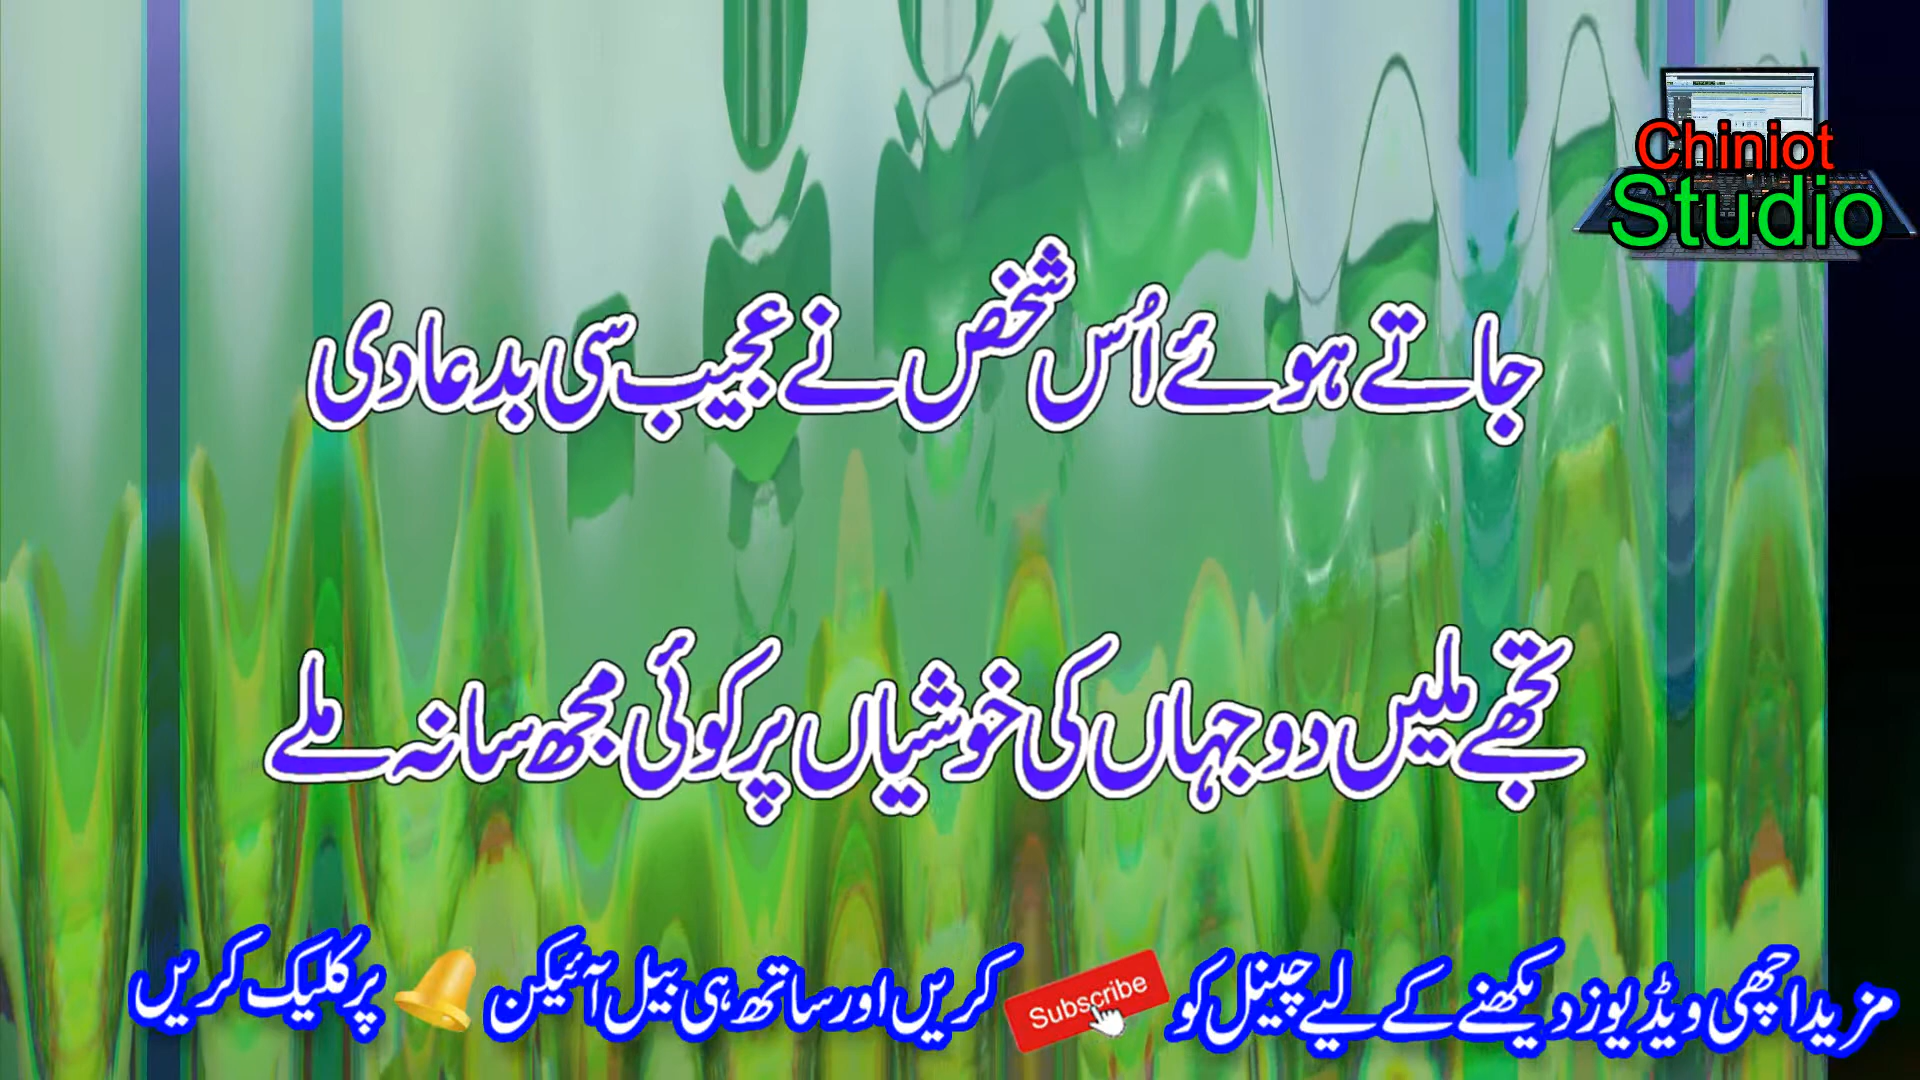 Chiniot
Studio
جاتے ہوئے اُس شخص نے عجیب سی بدعا دی
تجھے ملیں دو جہاں کی خوشیاں پر کوئی مجھ سا نہ ملے
مزید اچھی ویڈیوز دیکھنے کے لیے چینل کو Subscribe کریں اور ساتھ ہی بیل آئیکن پر کلیک کریں